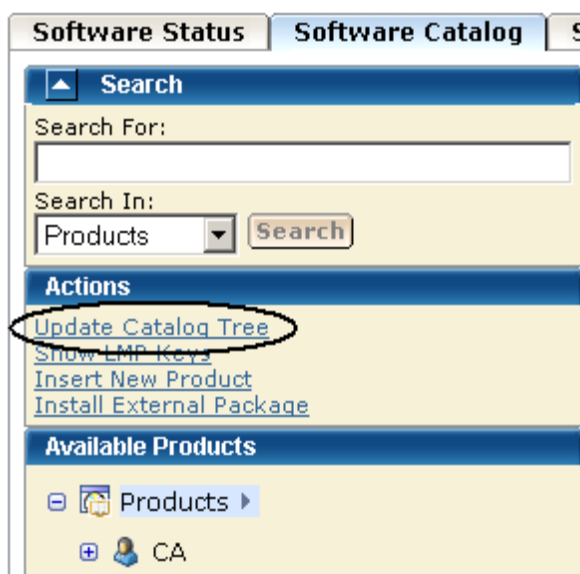 Software Status Software Catalog
Search
Search For:
Search In:
Products Search
Actions
Update Catalog Tree
Show LMP Keys
Insert New Product
Install External Package
Available Products
Products
CA